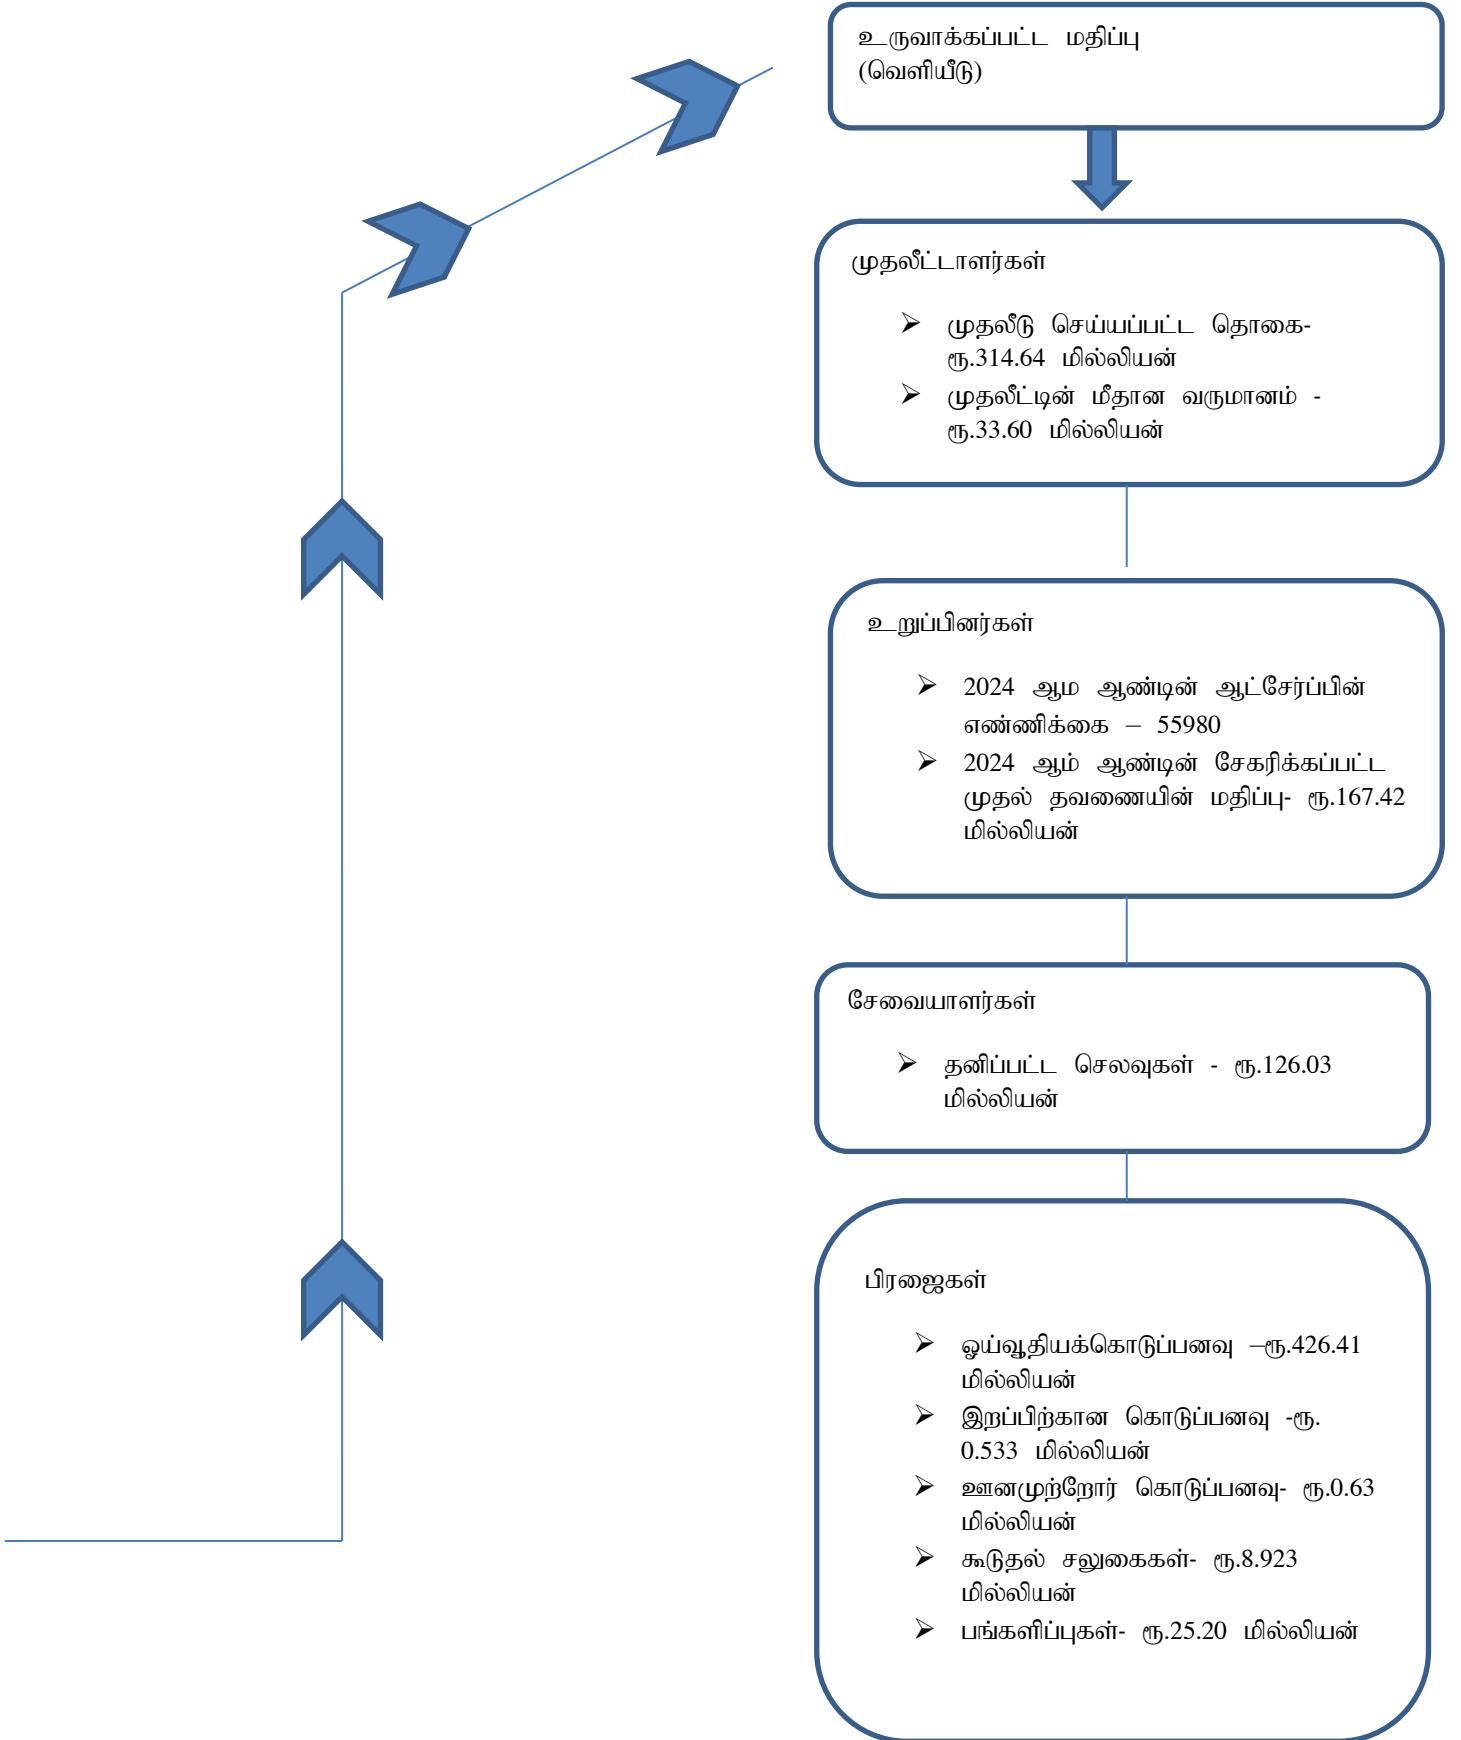 உருவாக்கப்பட்ட மதிப்பு
(வெளியீடு)
முதலீட்டாளர்கள்
➢ முதலீடு செய்யப்பட்ட தொகை-
ரூ.314.64 மில்லியன்
➢ முதலீட்டின் மீதான வருமானம் -
ரூ.33.60 மில்லியன்
உறுப்பினர்கள்
➢ 2024 ஆம ஆண்டின் ஆட்சேர்ப்பின்
எண்ணிக்கை – 55980
➢ 2024 ஆம் ஆண்டின் சேகரிக்கப்பட்ட
முதல் தவணையின் மதிப்பு- ரூ.167.42
மில்லியன்
சேவையாளர்கள்
➢ தனிப்பட்ட செலவுகள் - ரூ.126.03
மில்லியன்
பிரஜைகள்
➢ ஓய்வூதியக்கொடுப்பனவு –ரூ.426.41
மில்லியன்
➢ இறப்பிற்கான கொடுப்பனவு -ரூ.
0.533 மில்லியன்
➢ ஊனமுற்றோர் கொடுப்பனவு- ரூ.0.63
மில்லியன்
➢ கூடுதல் சலுகைகள்- ரூ.8.923
மில்லியன்
➢ பங்களிப்புகள்- ரூ.25.20 மில்லியன்